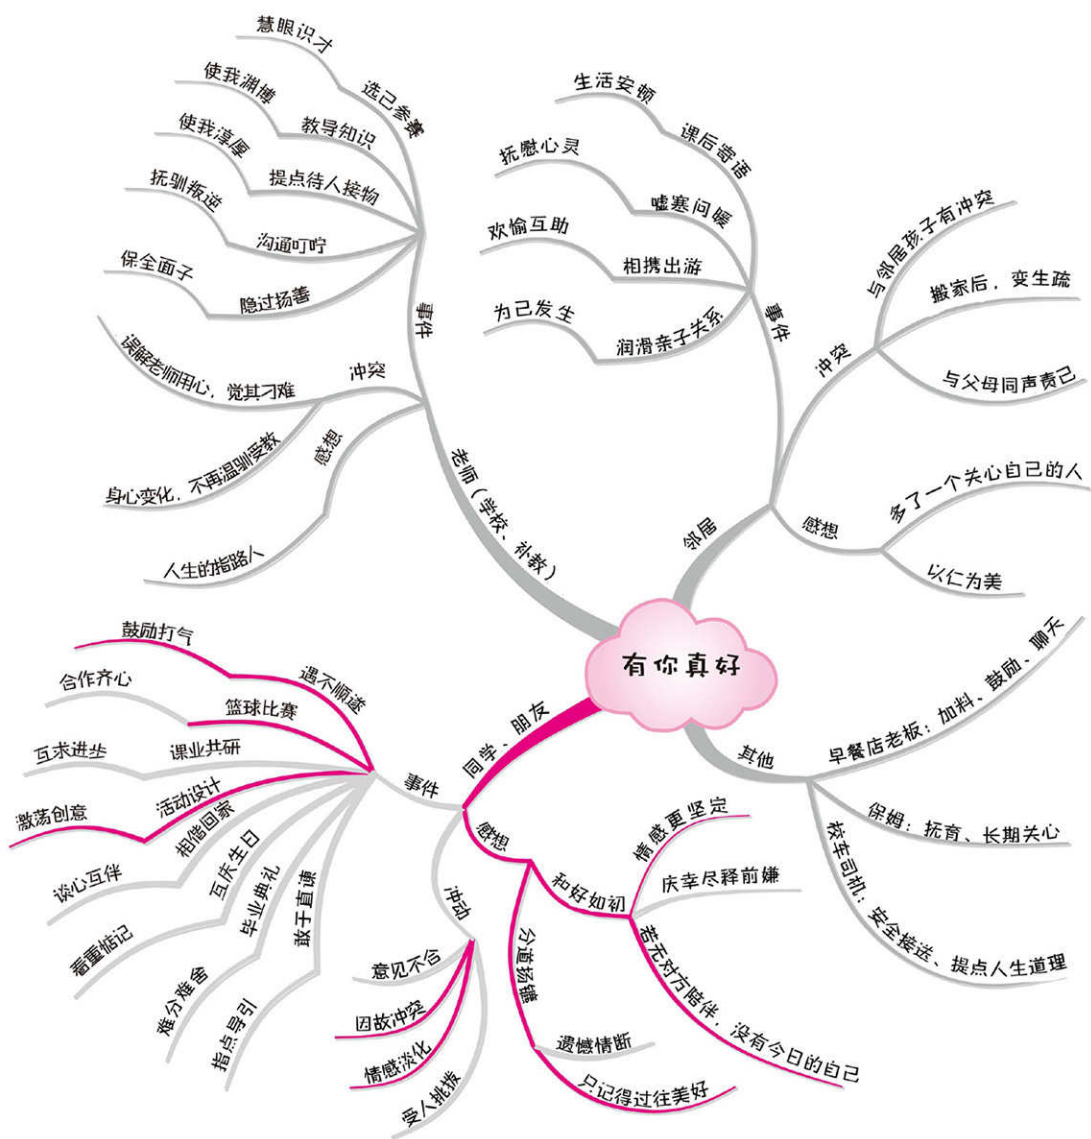 有你真好
老师(学校、补教)
事件
选己参赛
慧眼识才
教导知识
使我渊博
提点待人接物
使我淳厚
沟通叮咛
抚驯叛逆
隐过扬善
保全面子
冲突
误解老师用心,觉其刁难
身心变化,不再温驯受教
感想
人生的指路人
邻居
事件
课后寄语
生活安顿
嘘寒问暖
抚慰心灵
相携出游
欢愉互助
润滑亲子关系
为己发生
冲突
与邻居孩子有冲突
搬家后,变生疏
与父母同声责己
感想
多了一个关心自己的人
以仁为美
其他
早餐店老板:加料、鼓励、聊天
保姆:抚育、长期关心
校车司机:安全接送、提点人生道理
同学、朋友
事件
遇不顺遂
鼓励打气
篮球比赛
合作齐心
课业共研
互求进步
活动设计
激荡创意
相偕回家
谈心互伴
互庆生日
看重惦记
毕业典礼
难分难舍
敢于直谏
指点导引
冲动
意见不合
因故冲突
情感淡化
受人挑拨
感想
和好如初
情感更坚定
庆幸尽释前嫌
若无对方陪伴,没有今日的自己
分道扬镳
遗憾情断
只记得过往美好